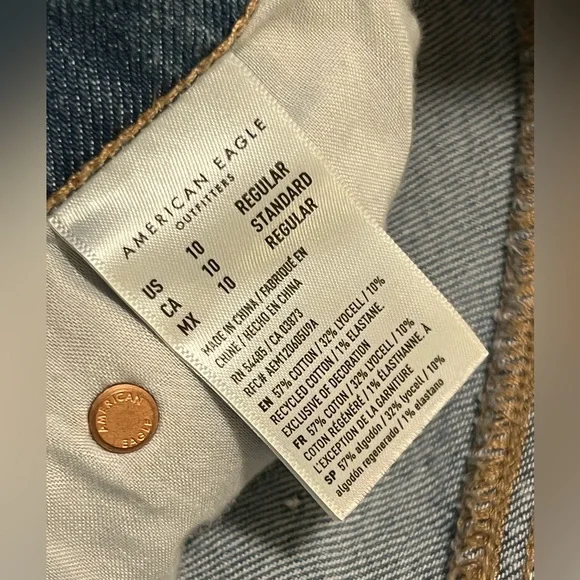 AMERICAN EAGLE
OUTFITTERS
US 10 REGULAR
CA 10 STANDARD
MX 10 REGULAR
MADE IN CHINA / FABRIQUÉ EN
CHINE / HECHO EN CHINA
RN 54485 / CA 03873
REC# AEM120605U9A
EN 57% COTTON / 32% LYOCELL / 10%
RECYCLED COTTON / 1% ELASTANE.
EXCLUSIVE OF DECORATION
FR 57% COTON / 32% LYOCELL / 10%
COTON RÉGÉNÉRÉ / 1% ÉLASTHANNE. À
L'EXCEPTION DE LA GARNITURE
SP 57% algodón / 32% lyocel / 10%
algodón regenerado / 1% elastano
AMERICAN
EAGLE